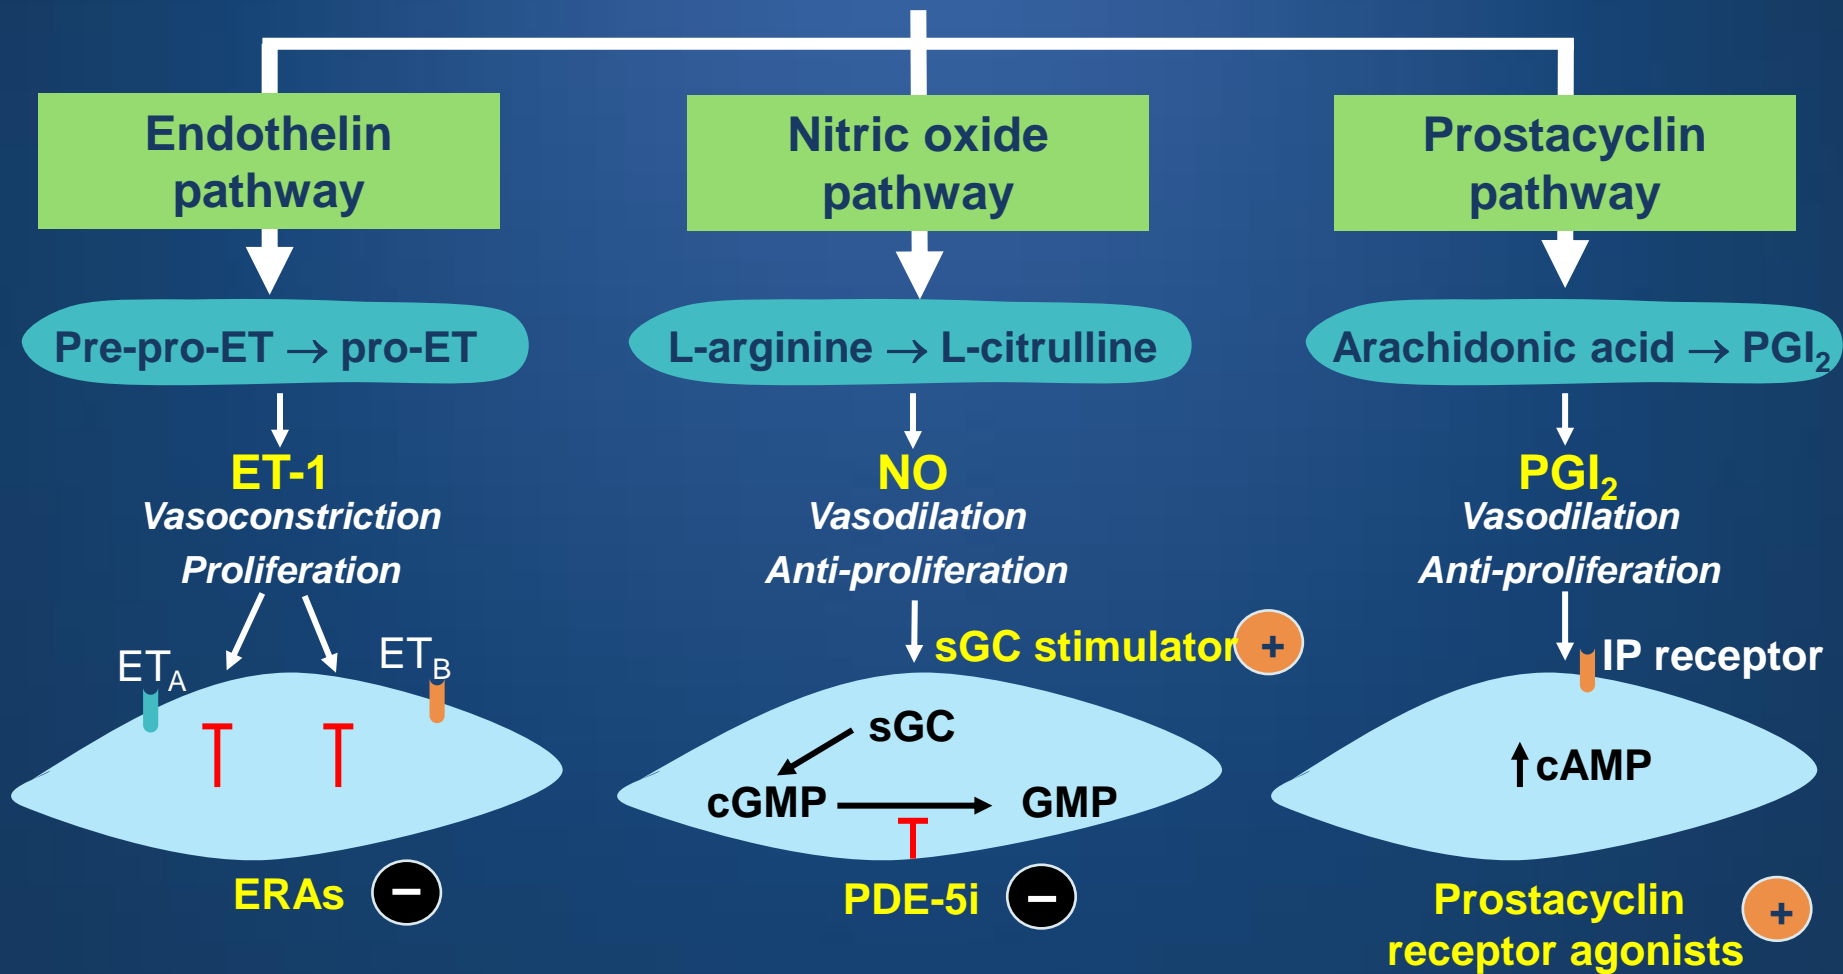 Endothelin
pathway
Pre-pro-ET → pro-ET
ET-1
Vasoconstriction
Proliferation
ET_A
ET_B
ERAs
−
Nitric oxide
pathway
L-arginine → L-citrulline
NO
Vasodilation
Anti-proliferation
sGC stimulator
+
sGC
cGMP
GMP
PDE-5i
−
Prostacyclin
pathway
Arachidonic acid → PGI₂
PGI₂
Vasodilation
Anti-proliferation
IP receptor
cAMP
Prostacyclin
receptor agonists
+